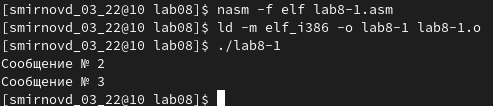 [smirnovd_03_22@10 lab08]$ nasm -f elf lab8-1.asm
[smirnovd_03_22@10 lab08]$ ld -m elf_i386 -o lab8-1 lab8-1.o
[smirnovd_03_22@10 lab08]$ ./lab8-1
Сообщение № 2
Сообщение № 3
[smirnovd_03_22@10 lab08]$